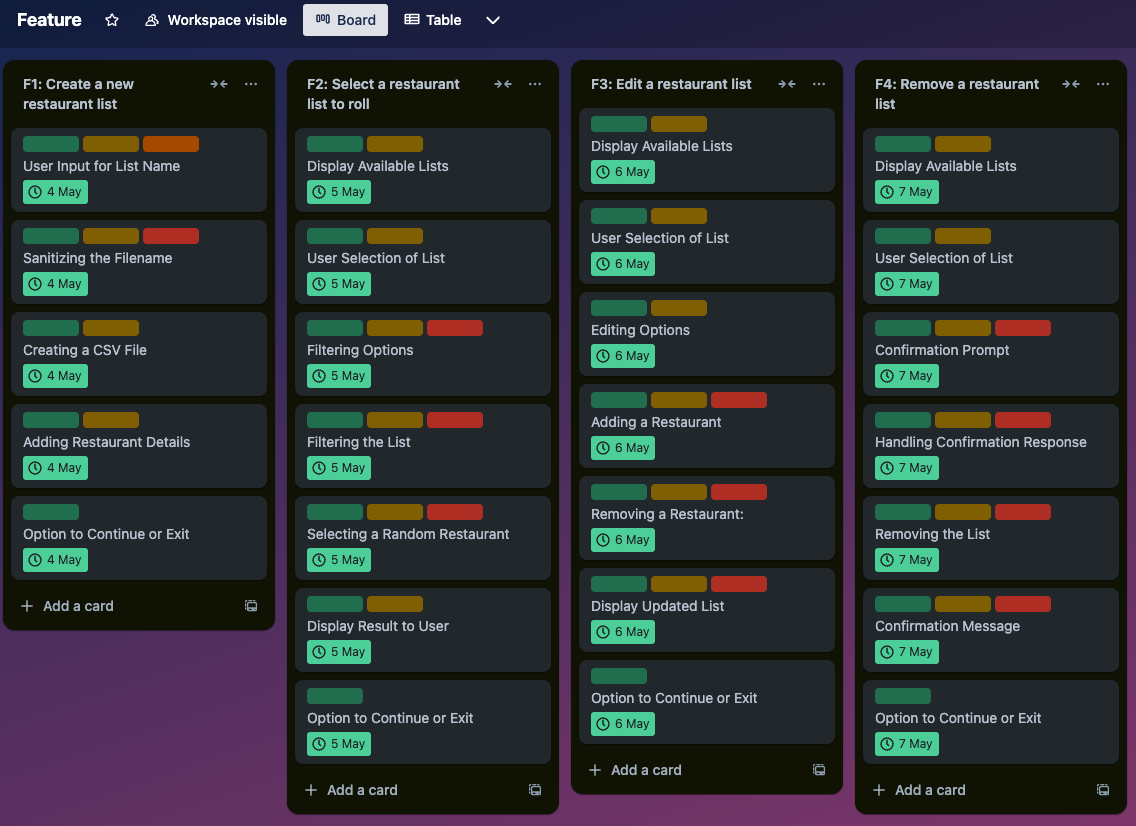 Feature
Workspace visible
Board
Table
F1: Create a new
restaurant list
User Input for List Name
4 May
Sanitizing the Filename
4 May
Creating a CSV File
4 May
Adding Restaurant Details
4 May
Option to Continue or Exit
4 May
Add a card
F2: Select a restaurant
list to roll
Display Available Lists
5 May
User Selection of List
5 May
Filtering Options
5 May
Filtering the List
5 May
Selecting a Random Restaurant
5 May
Display Result to User
5 May
Option to Continue or Exit
5 May
Add a card
F3: Edit a restaurant list
Display Available Lists
6 May
User Selection of List
6 May
Editing Options
6 May
Adding a Restaurant
6 May
Removing a Restaurant:
6 May
Display Updated List
6 May
Option to Continue or Exit
6 May
Add a card
F4: Remove a restaurant
list
Display Available Lists
7 May
User Selection of List
7 May
Confirmation Prompt
7 May
Handling Confirmation Response
7 May
Removing the List
7 May
Confirmation Message
7 May
Option to Continue or Exit
7 May
Add a card